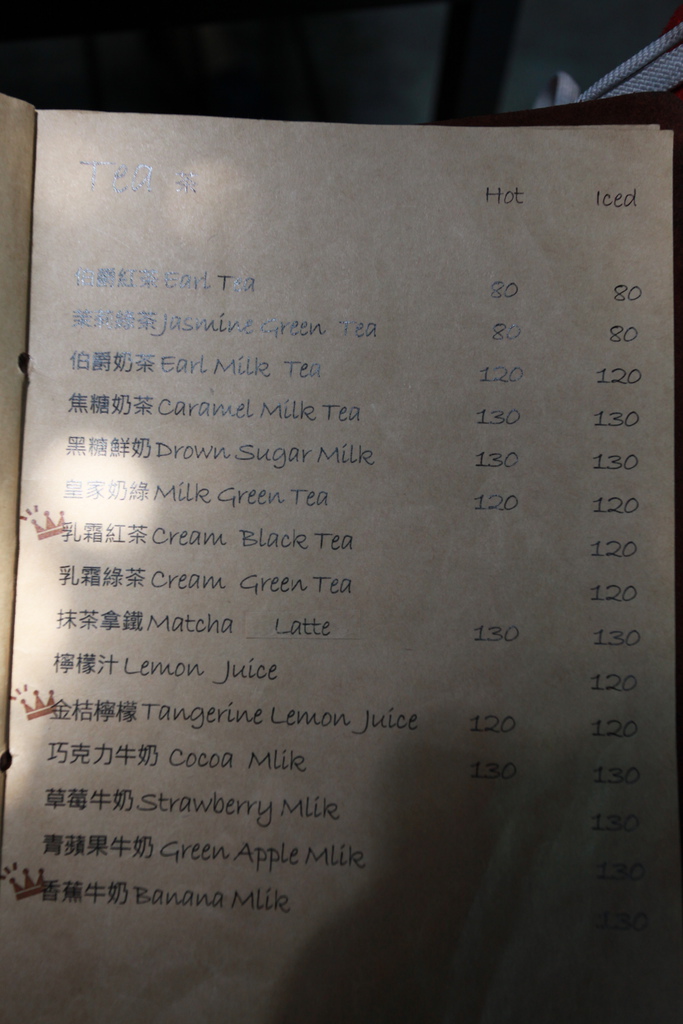 Tea 茶 Hot Iced
伯爵紅茶 Earl Tea 80 80
茉莉綠茶 Jasmine Green Tea 80 80
伯爵奶茶 Earl Milk Tea 120 120
焦糖奶茶 Caramel Milk Tea 130 130
黑糖鮮奶 Drown Sugar Milk 130 130
皇家奶綠 Milk Green Tea 120 120
乳霜紅茶 Cream Black Tea 120
乳霜綠茶 Cream Green Tea 120
抹茶拿鐵 Matcha Latte 130 130
檸檬汁 Lemon Juice 120
金桔檸檬 Tangerine Lemon Juice 120 120
巧克力牛奶 Cocoa Mlik 130 130
草莓牛奶 Strawberry Mlik 130
青蘋果牛奶 Green Apple Mlik 130
香蕉牛奶 Banana Mlik 130